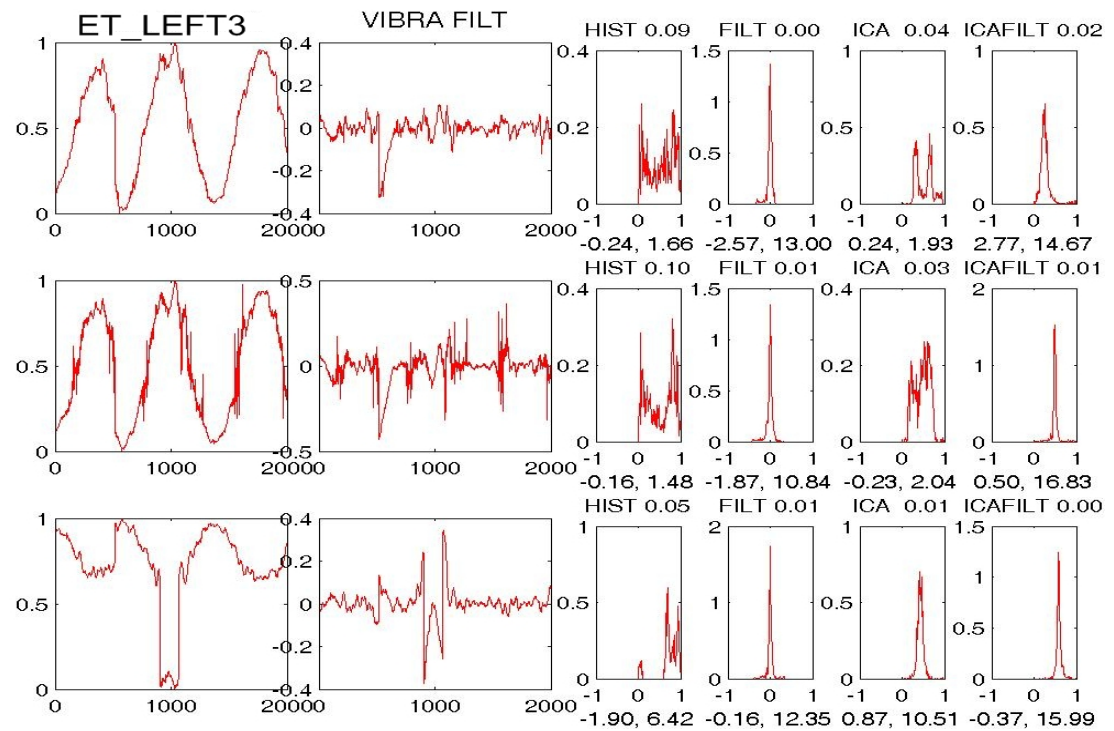 ET_LEFT3 VIBRA FILT
HIST 0.09 FILT 0.00 ICA 0.04 ICAFILT 0.02
1 0.4 0.4 1.5 1 1
0.2 1
0.5 0 0.2 0.5 0.5
-0.2 0.5
0 -0.4 0 0 0 0
0 1000 2000 0 1000 2000 -1 0 1 -1 0 1 -1 0 1 -1 0 1
-0.24, 1.66 -2.57, 13.00 0.24, 1.93 2.77, 14.67
HIST 0.10 FILT 0.01 ICA 0.03 ICAFILT 0.01
1 0.5 0.4 1.5 0.4 2
1
0.5 0 0.2 0.2 1
0.5
0 -0.5 0 0 0 0
0 1000 2000 0 1000 2000 -1 0 1 -1 0 1 -1 0 1 -1 0 1
-0.16, 1.48 -1.87, 10.84 -0.23, 2.04 0.50, 16.83
HIST 0.05 FILT 0.01 ICA 0.01 ICAFILT 0.00
1 0.4 1 2 1 1.5
0.2 1
0.5 0 0.5 1 0.5
-0.2 0.5
0 -0.4 0 0 0 0
0 1000 2000 0 1000 2000 -1 0 1 -1 0 1 -1 0 1 -1 0 1
-1.90, 6.42 -0.16, 12.35 0.87, 10.51 -0.37, 15.99